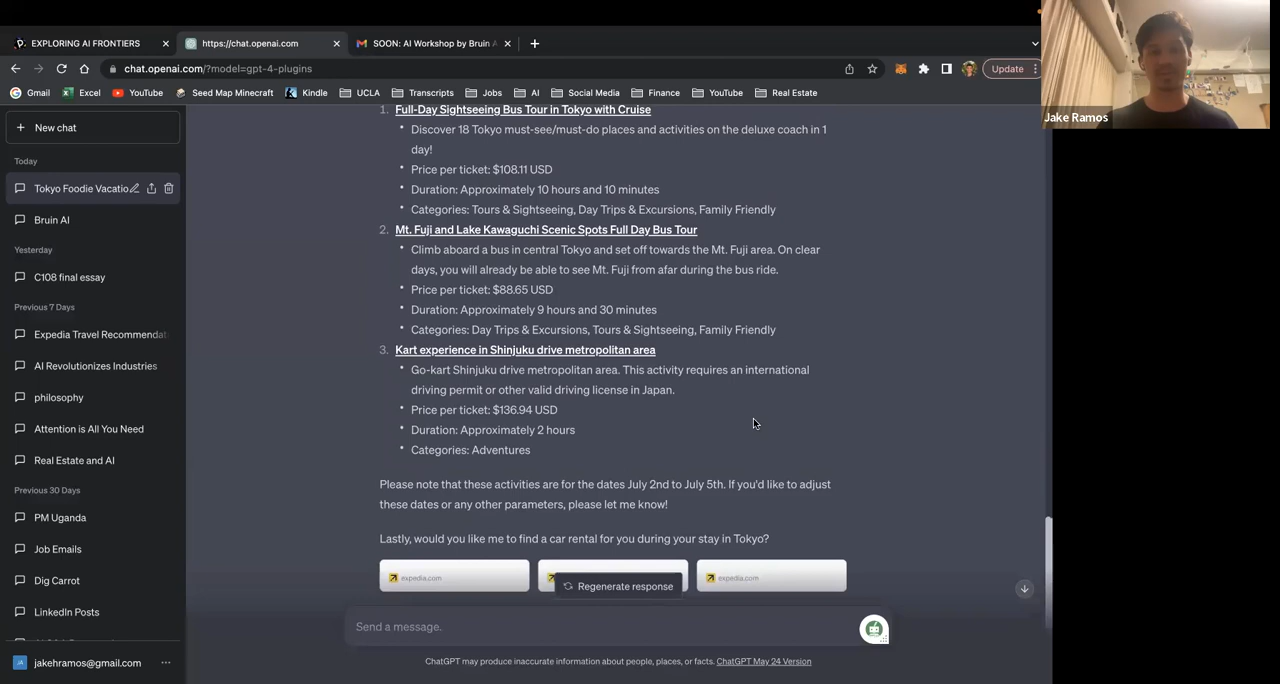 EXPLORING AI FRONTIERS
https://chat.openai.com/
SOON: AI Workshop by Bruin A
chat.openai.com/?model=gpt-4-plugins
Update
Gmail
Excel
YouTube
Seed Map Minecraft
Kindle
UCLA
Transcripts
Jobs
AI
Social Media
Finance
YouTube
Real Estate
Jake Ramos
New chat
Today
Tokyo Foodie Vacatio
Bruin AI
Yesterday
C108 final essay
Previous 7 Days
Expedia Travel Recommendat
AI Revolutionizes Industries
philosophy
Attention is All You Need
Real Estate and AI
Previous 30 Days
PM Uganda
Job Emails
Dig Carrot
LinkedIn Posts
JA jakehramos@gmail.com
1. Full-Day Sightseeing Bus Tour in Tokyo with Cruise
• Discover 18 Tokyo must-see/must-do places and activities on the deluxe coach in 1
day!
• Price per ticket: $108.11 USD
• Duration: Approximately 10 hours and 10 minutes
• Categories: Tours & Sightseeing, Day Trips & Excursions, Family Friendly
2. Mt. Fuji and Lake Kawaguchi Scenic Spots Full Day Bus Tour
• Climb aboard a bus in central Tokyo and set off towards the Mt. Fuji area. On clear
days, you will already be able to see Mt. Fuji from afar during the bus ride.
• Price per ticket: $88.65 USD
• Duration: Approximately 9 hours and 30 minutes
• Categories: Day Trips & Excursions, Tours & Sightseeing, Family Friendly
3. Kart experience in Shinjuku drive metropolitan area
• Go-kart Shinjuku drive metropolitan area. This activity requires an international
driving permit or other valid driving license in Japan.
• Price per ticket: $136.94 USD
• Duration: Approximately 2 hours
• Categories: Adventures
Please note that these activities are for the dates July 2nd to July 5th. If you'd like to adjust
these dates or any other parameters, please let me know!
Lastly, would you like me to find a car rental for you during your stay in Tokyo?
expedia.com
expedia.com
Regenerate response
Send a message.
ChatGPT may produce inaccurate information about people, places, or facts. ChatGPT May 24 Version